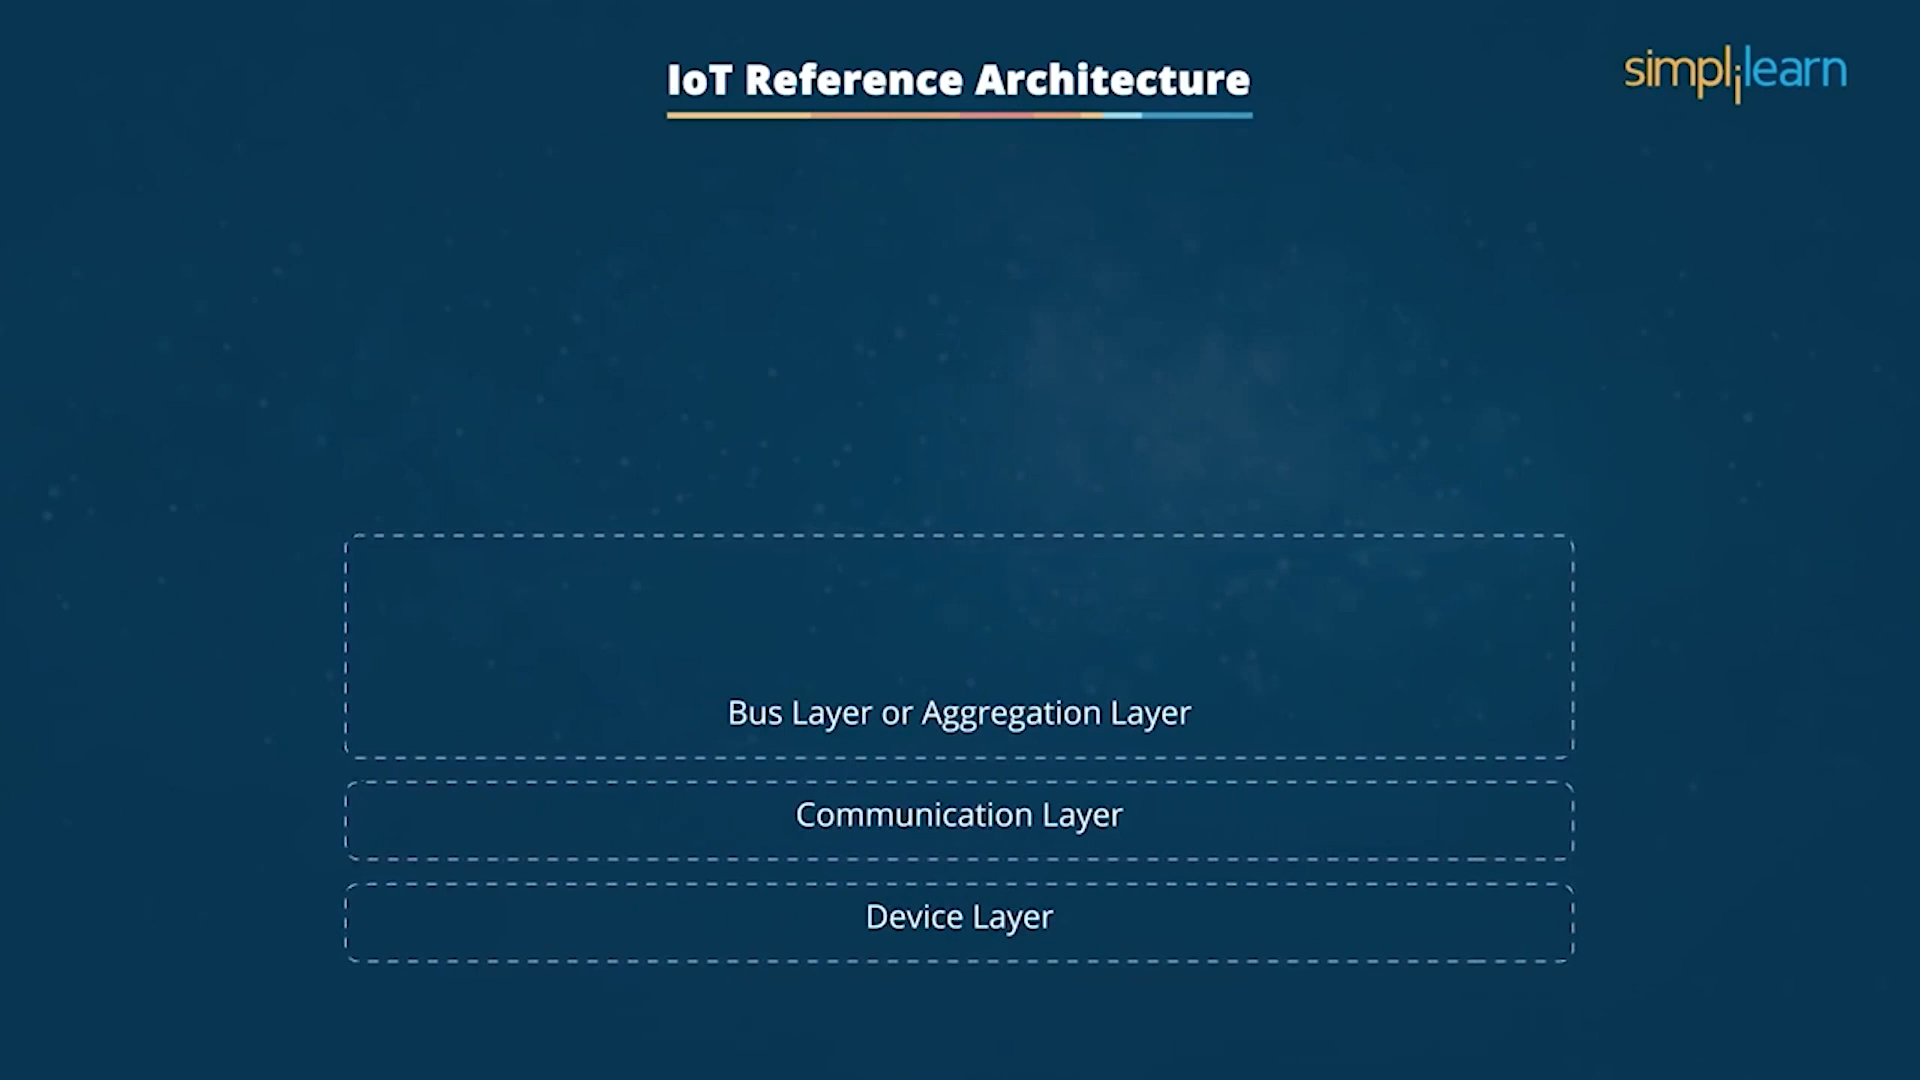 IoT Reference Architecture
simplilearn
Bus Layer or Aggregation Layer
Communication Layer
Device Layer